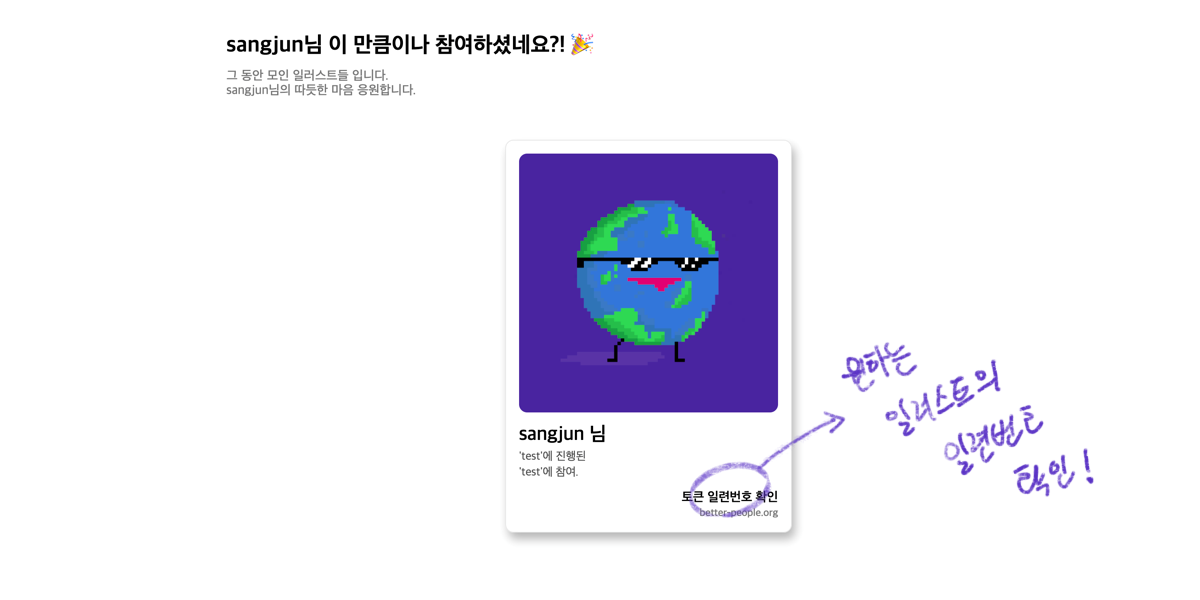 sangjun님 이 만큼이나 참여하셨네요?! 🎉
그 동안 모인 일러스트들 입니다.
sangjun님의 따듯한 마음 응원합니다.
sangjun 님
'test'에 진행된
'test'에 참여.
토큰 일련번호 확인
better-people.org
원하는
일러스트의
일련번호
확인!